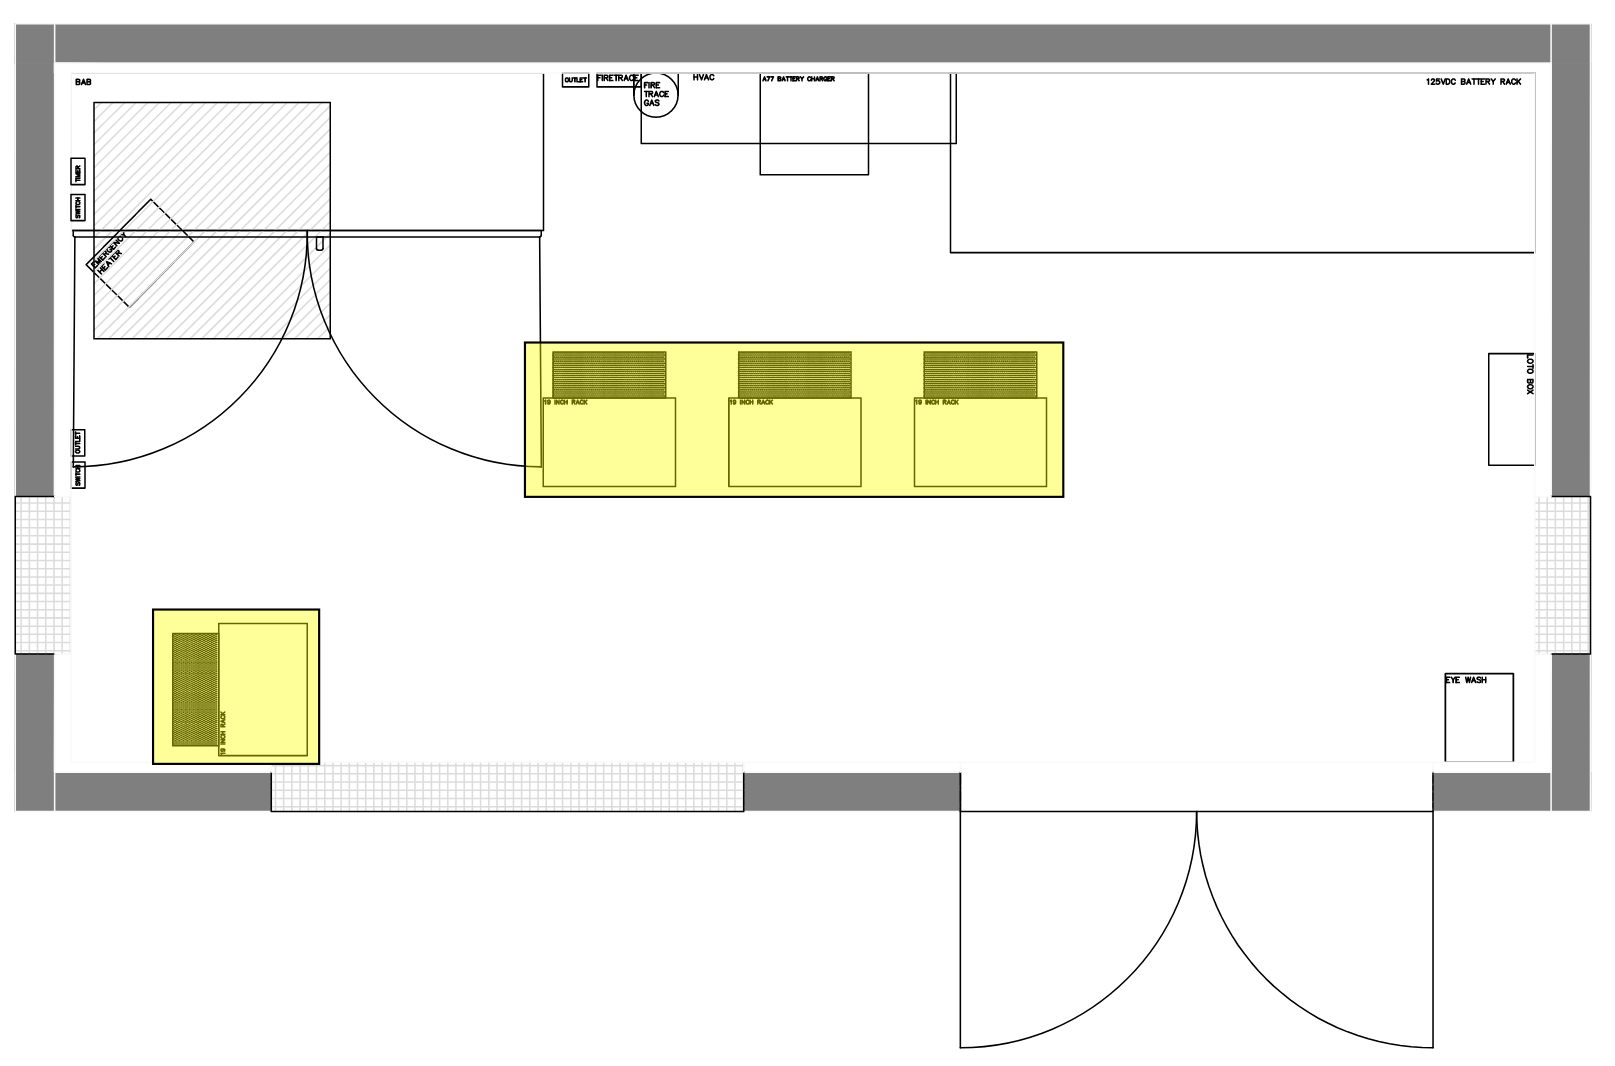 BAB
OUTLET
FIRETRACE
FIRE
TRACE
GAS
HVAC
A77 BATTERY CHARGER
125VDC BATTERY RACK
TIMER
SWITCH
EMERGENCY
HEATER
19 INCH RACK
19 INCH RACK
19 INCH RACK
LOTO BOX
OUTLET
SWITCH
19 INCH RACK
EYE WASH